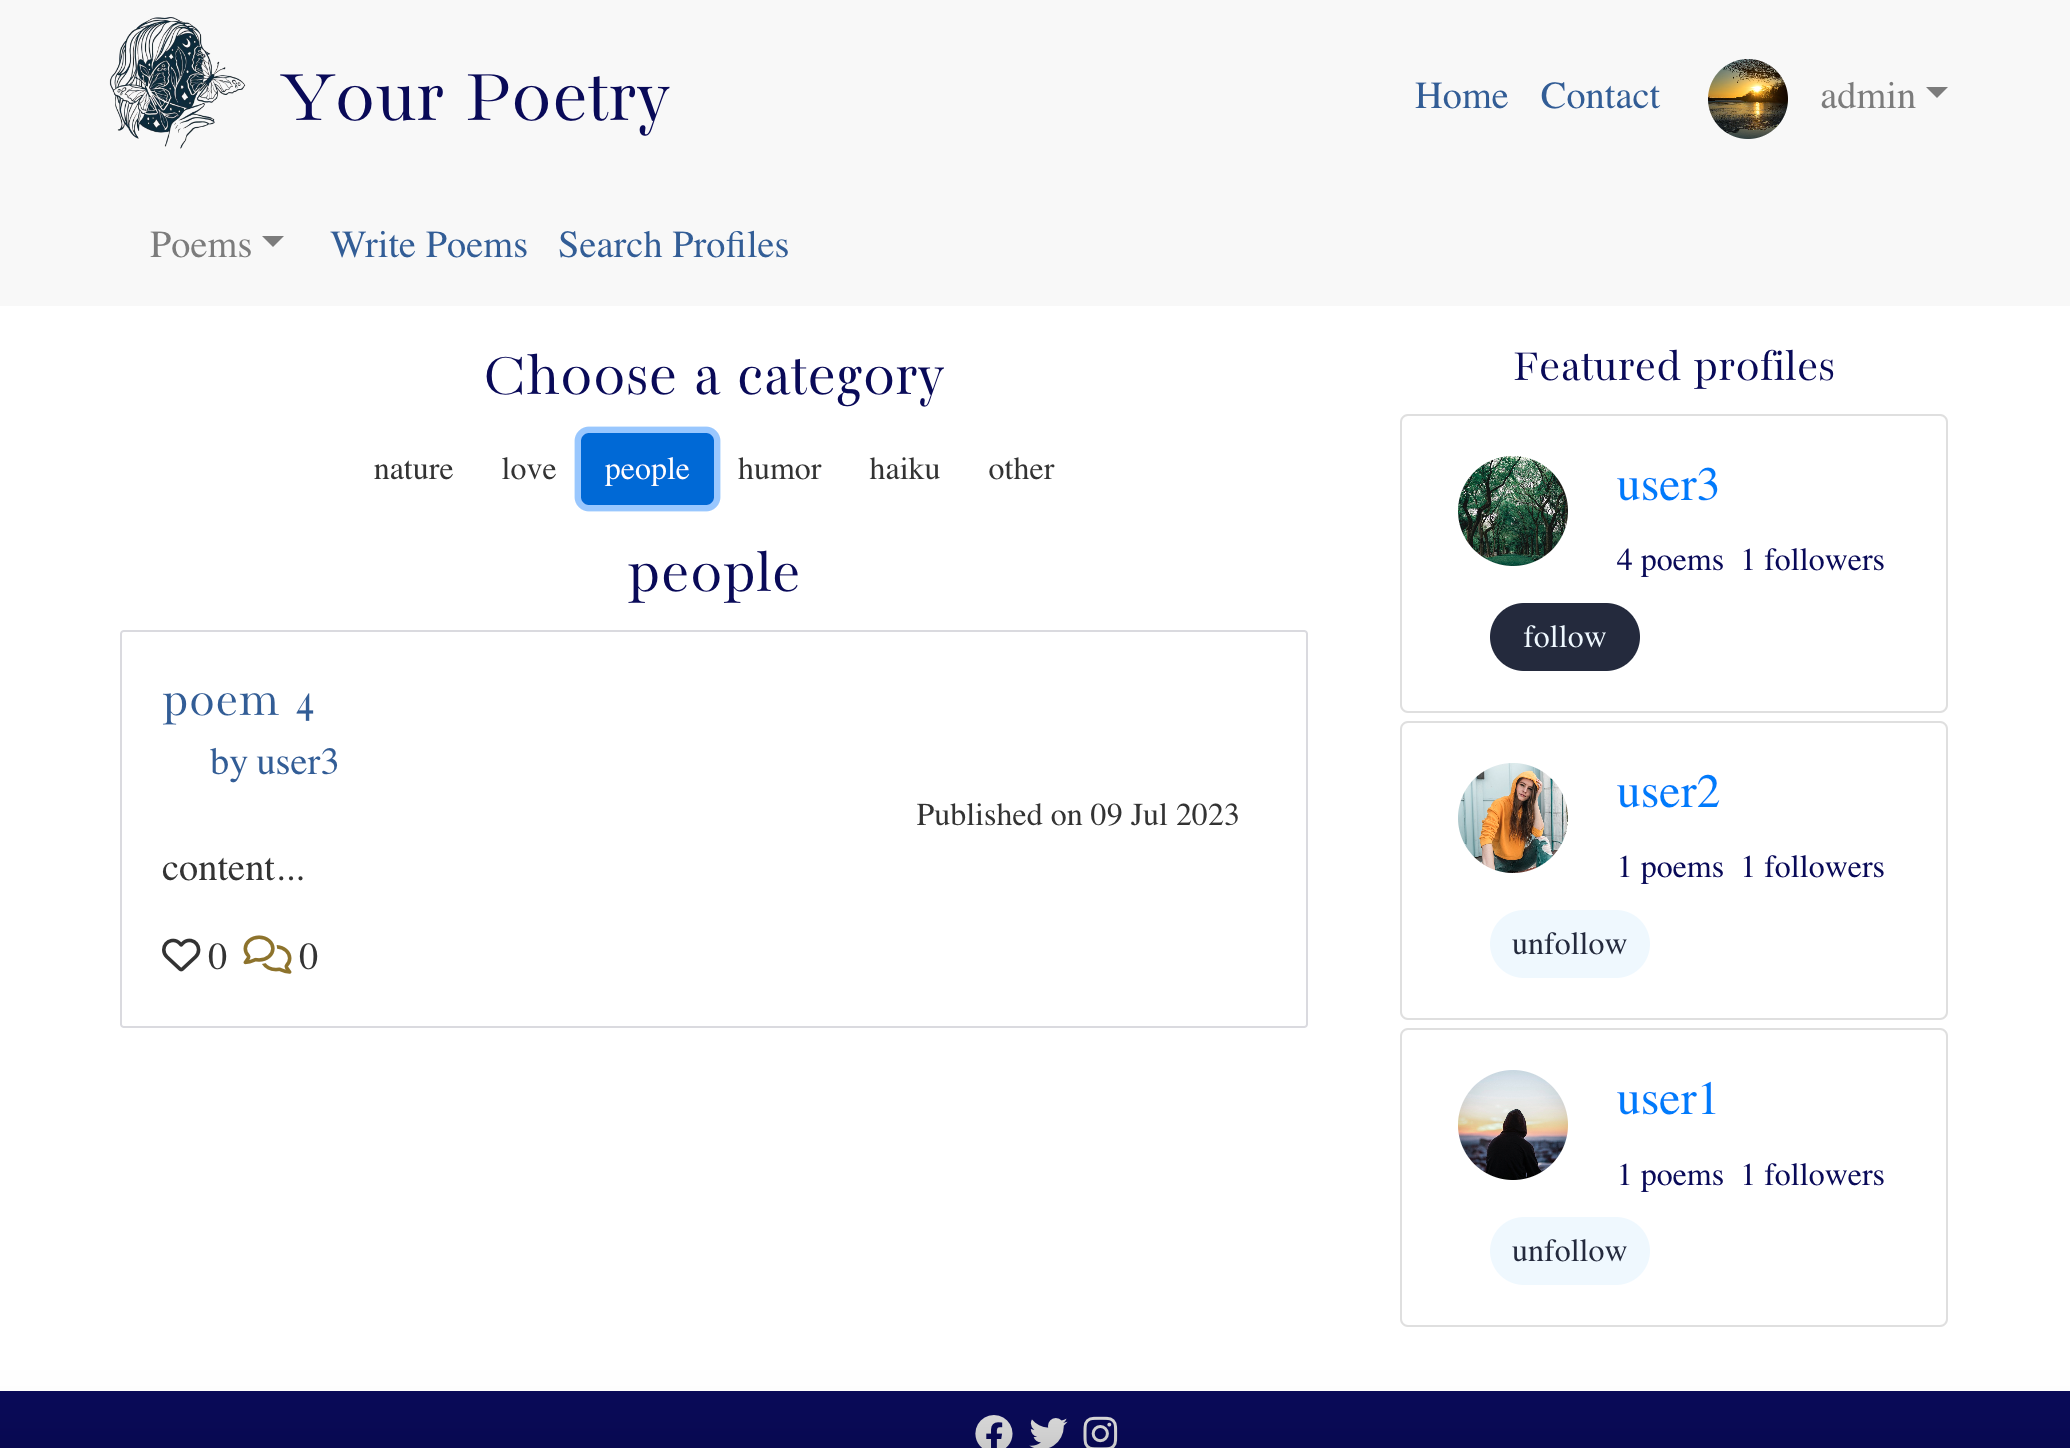 Your Poetry
Home Contact admin
Poems Write Poems Search Profiles
Choose a category
nature love people humor haiku other
people
poem 4
by user3
Published on 09 Jul 2023
content...
0 0
Featured profiles
user3
4 poems 1 followers
follow
user2
1 poems 1 followers
unfollow
user1
1 poems 1 followers
unfollow